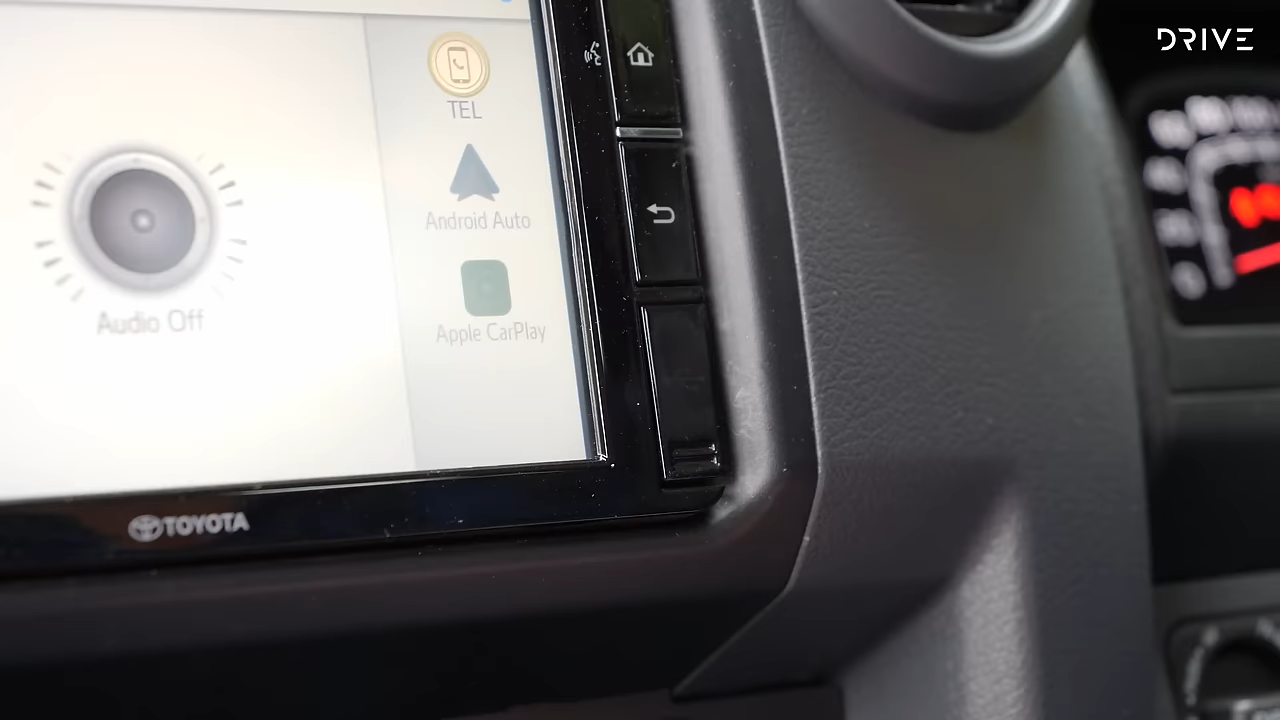 DRIVE
TEL
Android Auto
Apple CarPlay
Audio Off
TOYOTA